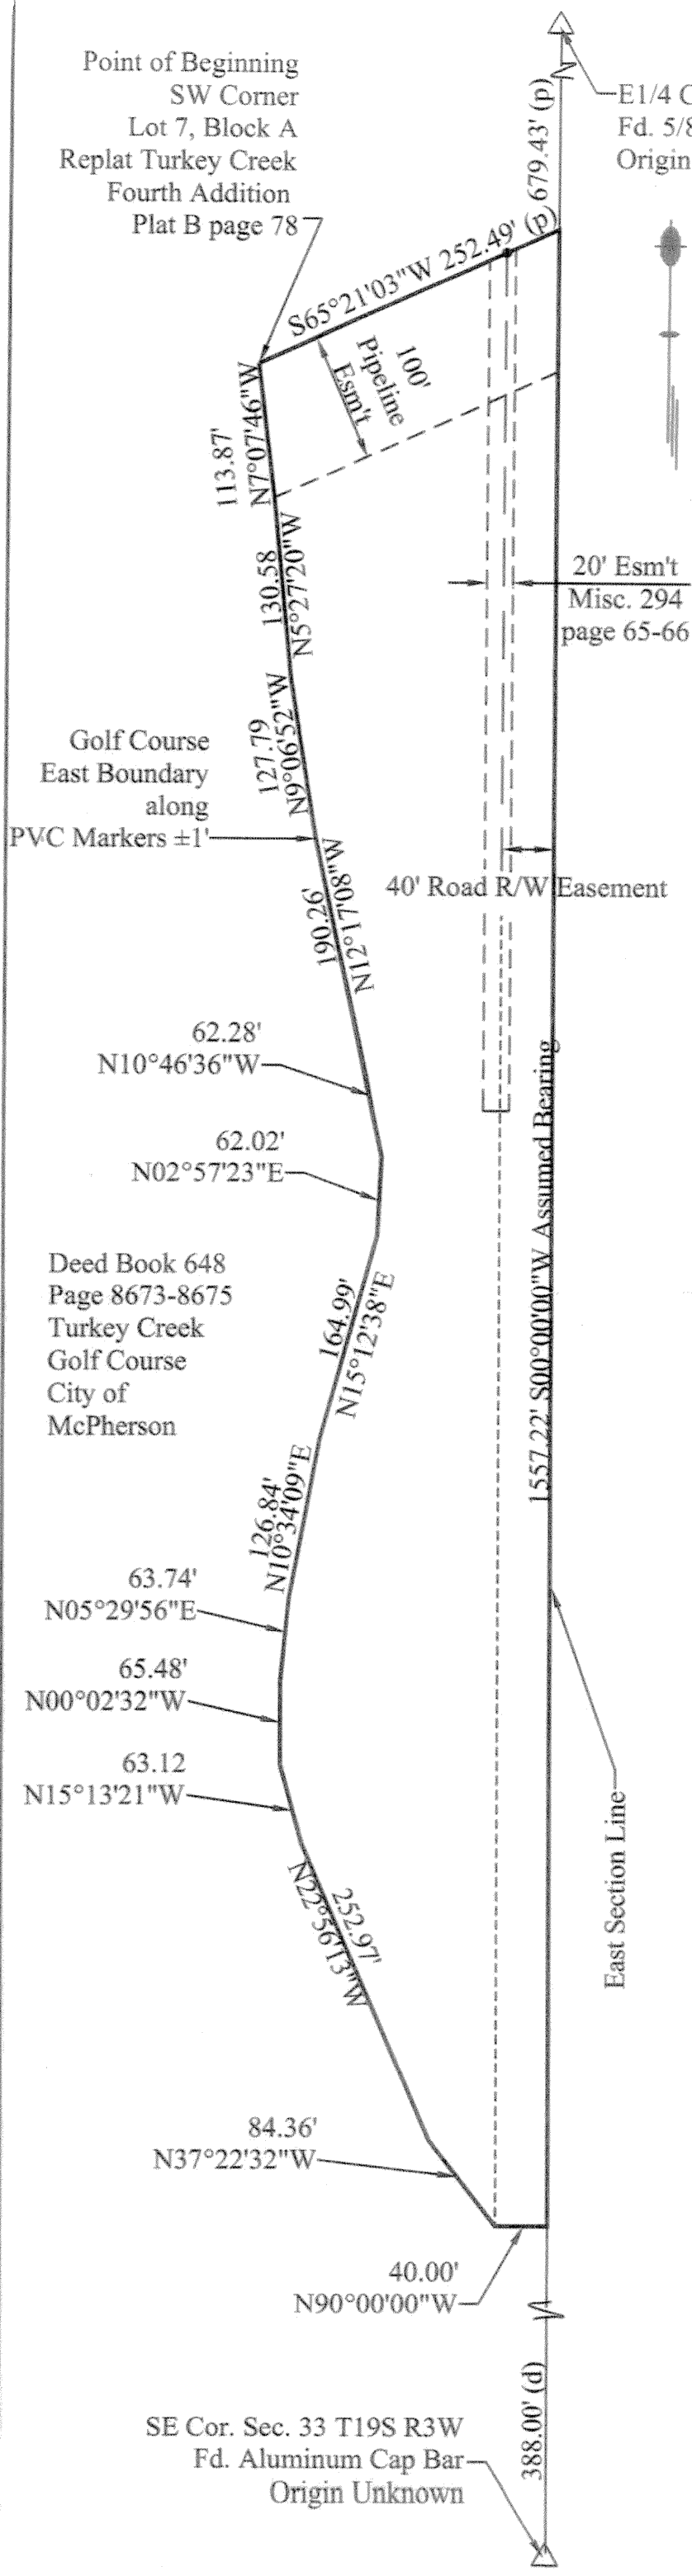 Point of Beginning
SW Corner
Lot 7, Block A
Replat Turkey Creek
Fourth Addition
Plat B page 78
679.43' (p)
E1/4 C
Fd. 5/8
Origin
S65°21'03"W 252.49' (p)
100'
Pipeline
Esm't
113.87'
N7°07'46"W
130.58
N5°27'20"W
20' Esm't
Misc. 294
page 65-66
127.79
N9°06'52"W
Golf Course
East Boundary
along
PVC Markers ±1'
40' Road R/W Easement
190.26'
N12°17'08"W
62.28'
N10°46'36"W
62.02'
N02°57'23"E
1557.22' S00°00'00"W Assumed Bearing
Deed Book 648
Page 8673-8675
Turkey Creek
Golf Course
City of
McPherson
164.99'
N15°12'38"E
126.84'
N10°34'09"E
63.74'
N05°29'56"E
65.48'
N00°02'32"W
63.12
N15°13'21"W
East Section Line
252.97'
N22°56'13"W
84.36'
N37°22'32"W
40.00'
N90°00'00"W
388.00' (d)
SE Cor. Sec. 33 T19S R3W
Fd. Aluminum Cap Bar
Origin Unknown